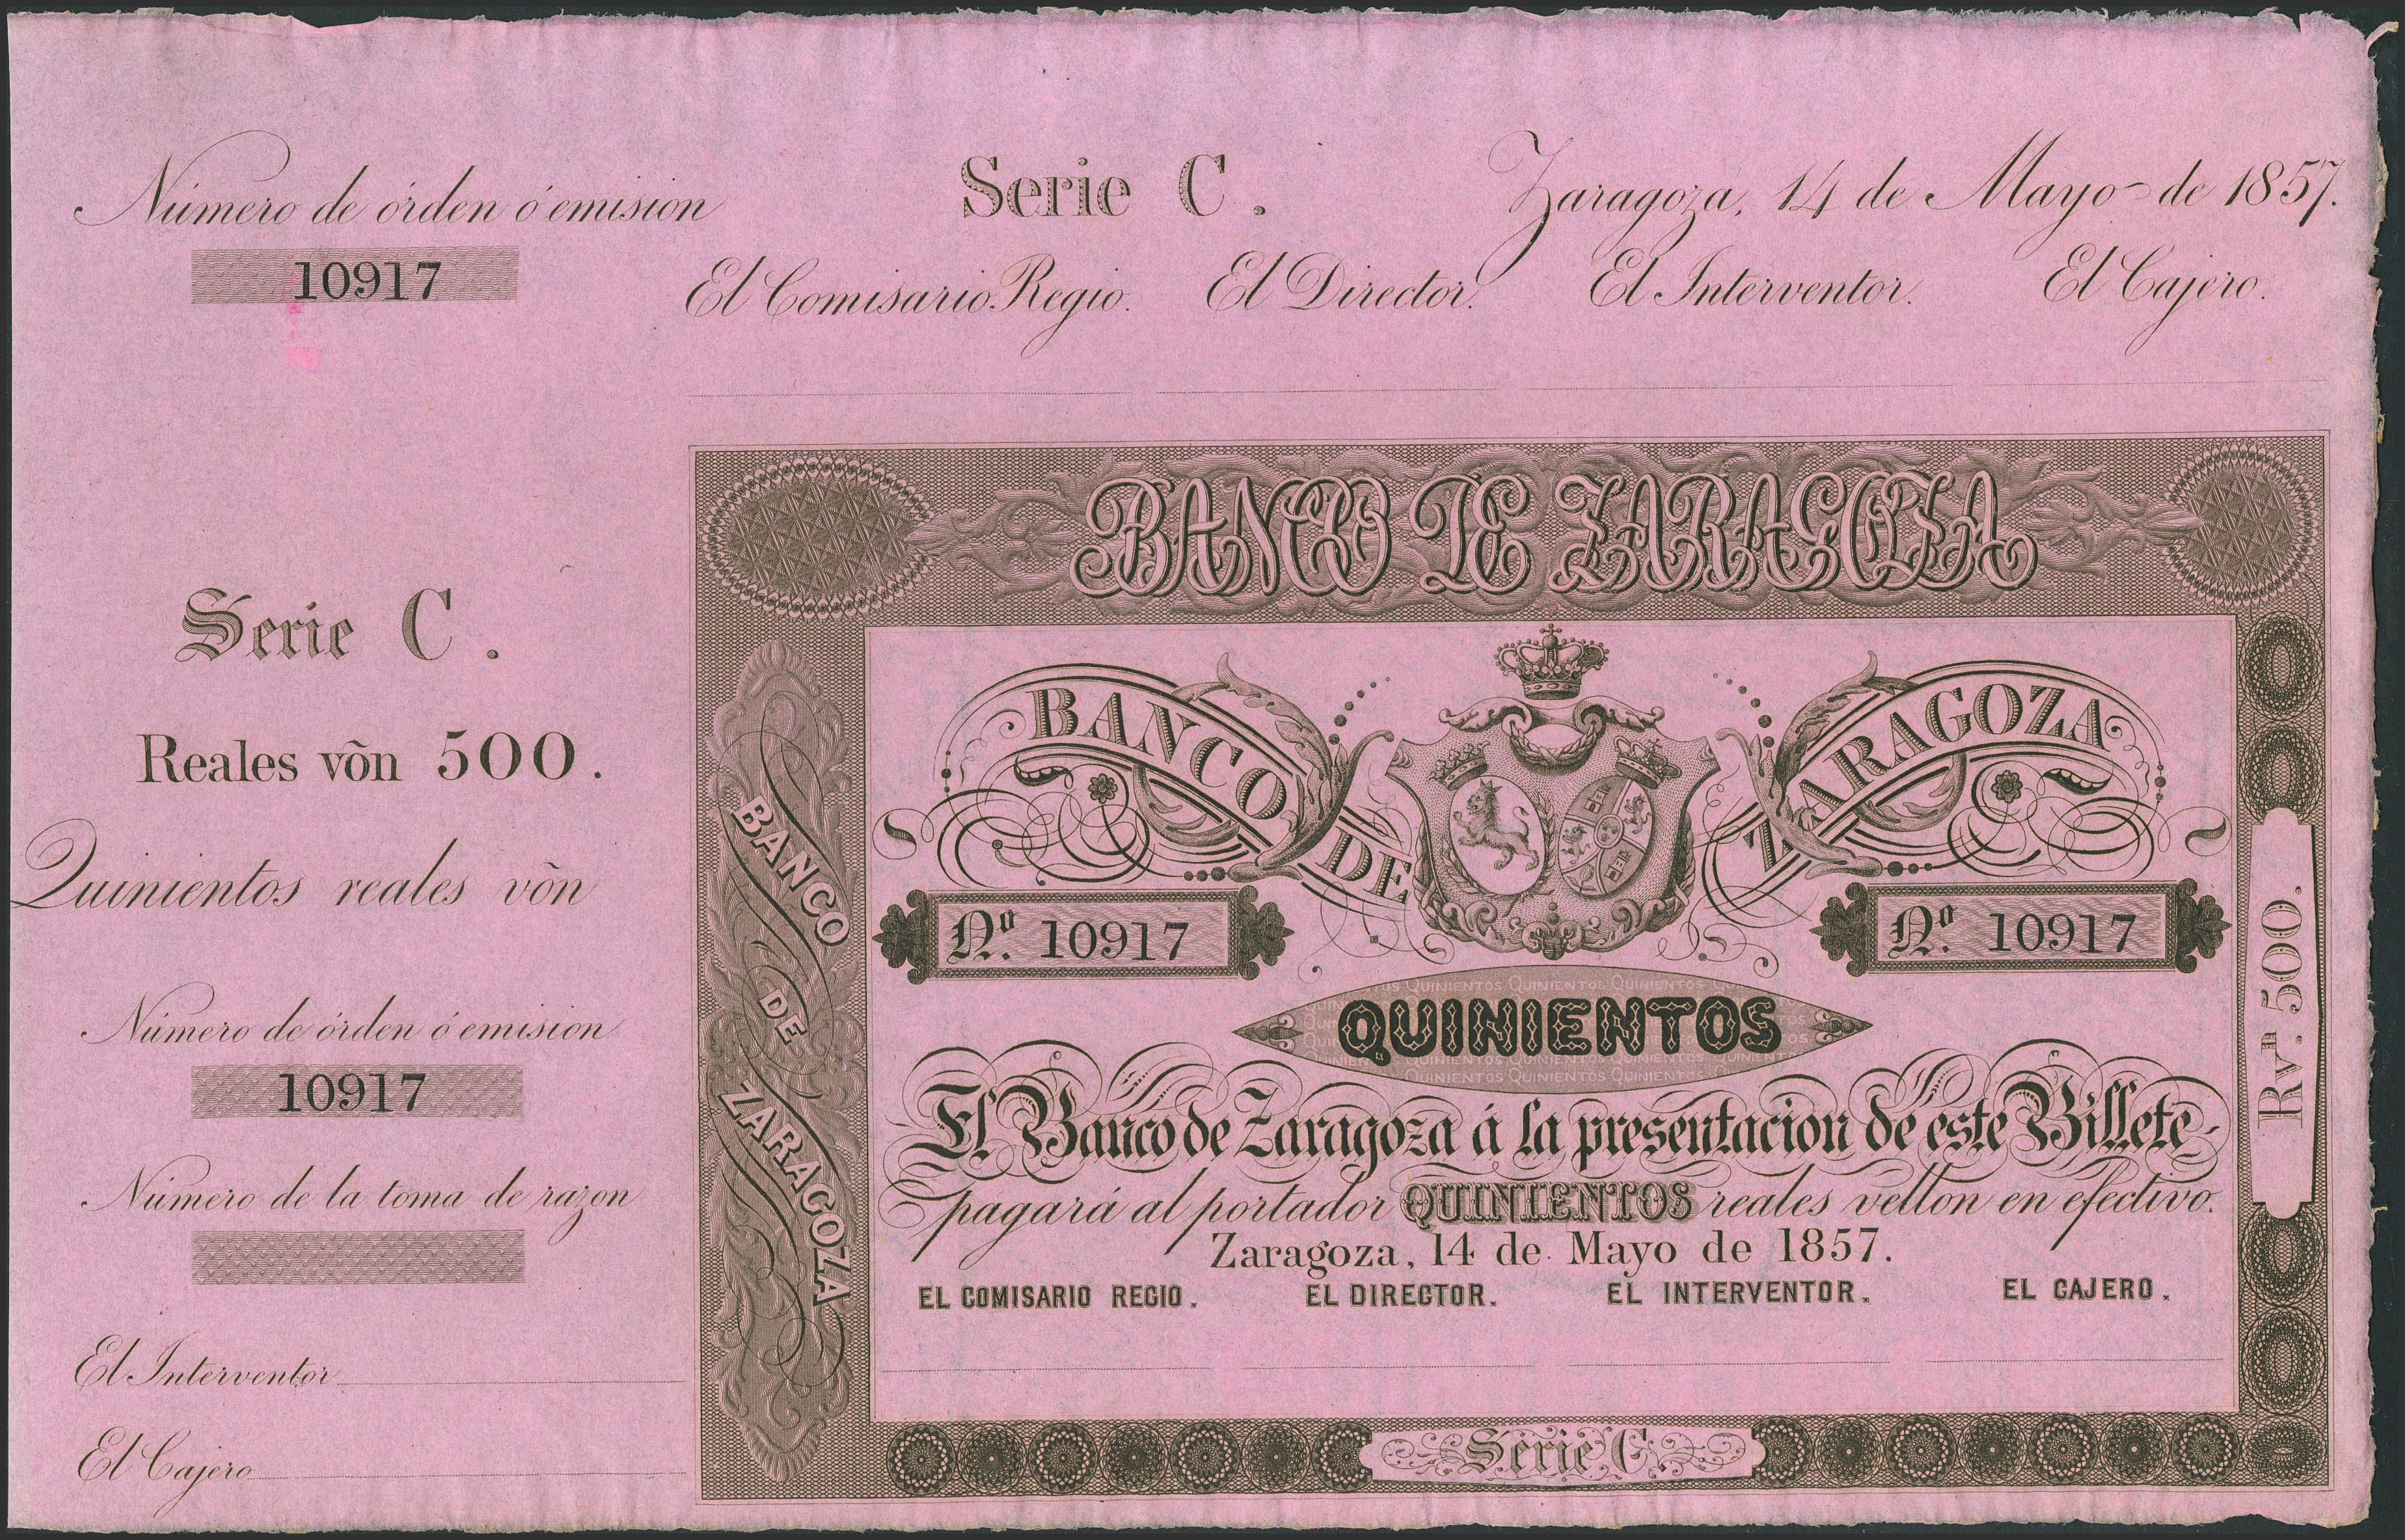 Número de órden ó emision
10917
Serie C.
Zaragoza, 14 de Mayo de 1857.
El Comisario Regio.
El Director.
El Interventor.
El Cajero.
Serie C.
Reales võn 500.
Quinientos reales võn
Número de órden ó emision
10917
Número de la toma de razon
El Interventor
El Cajero
BANCO DE ZARAGOZA
BANCO DE ZARAGOZA
BANCO DE ZARAGOZA
Nº. 10917
Nº. 10917
QUINIENTOS
El Banco de Zaragoza á la presentacion de este Billete
pagará al portador QUINIENTOS reales vellon en efectivo.
Zaragoza, 14 de Mayo de 1857.
EL COMISARIO REGIO.
EL DIRECTOR.
EL INTERVENTOR.
EL CAJERO.
Rvn. 500.
Serie C.